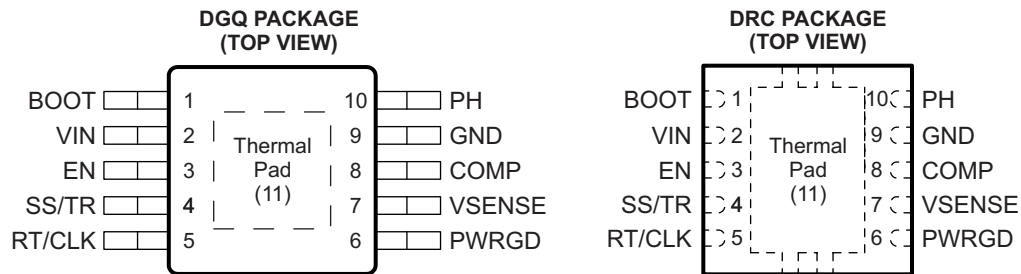 DGQ PACKAGE
(TOP VIEW)
BOOT 1 10 PH
VIN 2 9 GND
EN 3 8 COMP
SS/TR 4 7 VSENSE
RT/CLK 5 6 PWRGD
Thermal
Pad
(11)
DRC PACKAGE
(TOP VIEW)
BOOT 1 10 PH
VIN 2 9 GND
EN 3 8 COMP
SS/TR 4 7 VSENSE
RT/CLK 5 6 PWRGD
Thermal
Pad
(11)